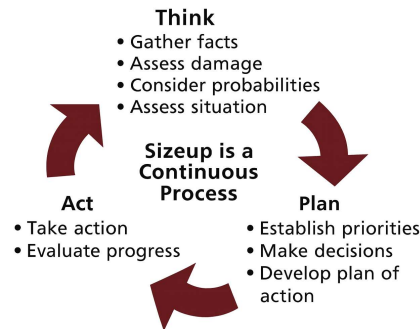 Think
• Gather facts
• Assess damage
• Consider probabilities
• Assess situation
Sizeup is a
Continuous
Process
Plan
• Establish priorities
• Make decisions
• Develop plan of
action
Act
• Take action
• Evaluate progress